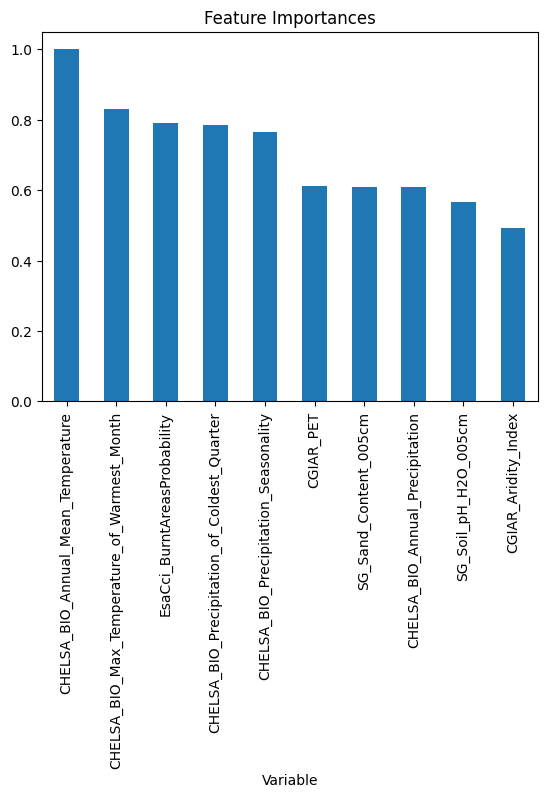 Feature Importances
1.0
0.8
0.6
0.4
0.2
0.0
CHELSA_BIO_Annual_Mean_Temperature
CHELSA_BIO_Max_Temperature_of_Warmest_Month
EsaCci_BurntAreasProbability
CHELSA_BIO_Precipitation_of_Coldest_Quarter
CHELSA_BIO_Precipitation_Seasonality
CGIAR_PET
SG_Sand_Content_005cm
CHELSA_BIO_Annual_Precipitation
SG_Soil_pH_H2O_005cm
CGIAR_Aridity_Index
Variable